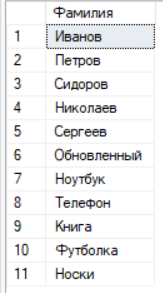 Фамилия
1 Иванов
2 Петров
3 Сидоров
4 Николаев
5 Сергеев
6 Обновленный
7 Ноутбук
8 Телефон
9 Книга
10 Футболка
11 Носки